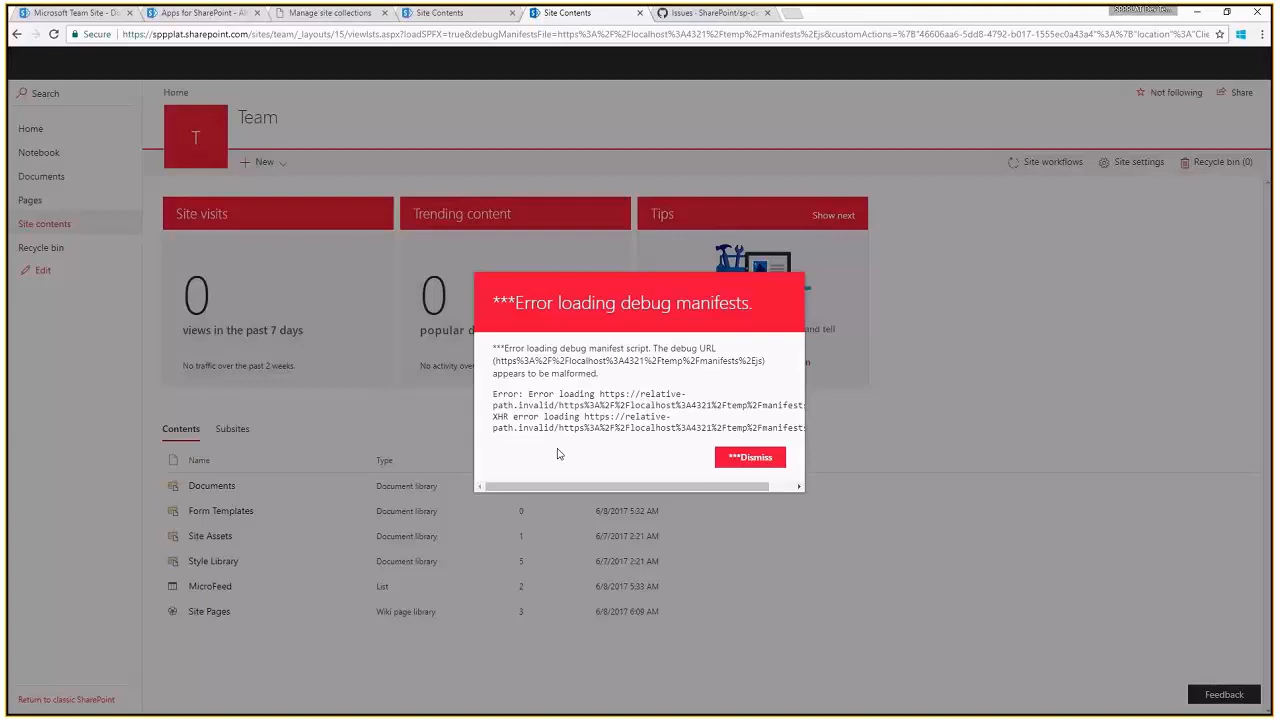 Microsoft Team Site - Do
Apps for SharePoint - Al
Manage site collections
Site Contents
Site Contents
Issues · SharePoint/sp-de
Secure
https://sppplat.sharepoint.com/sites/team/_layouts/15/viewlsts.aspx?loadSPFX=true&debugManifestsFile=https%3A%2F%2Flocalhost%3A4321%2Ftemp%2Fmanifests%2Ejs&customActions=%7B"46606aa6-5dd8-4792-b017-1555ec0a43a4"%3A%7B"location"%3A"Clie
Search
Home
Notebook
Documents
Pages
Site contents
Recycle bin
Edit
Home
T
Team
Not following
Share
New
Site workflows
Site settings
Recycle bin (0)
Site visits
0
views in the past 7 days
No traffic over the past 2 weeks.
Trending content
0
popular d
No activity over
Tips
Show next
and tell
***Error loading debug manifests.
***Error loading debug manifest script. The debug URL
(https%3A%2F%2Flocalhost%3A4321%2Ftemp%2Fmanifests%2Ejs)
appears to be malformed.
Error: Error loading https://relative-
path.invalid/https%3A%2F%2Flocalhost%3A4321%2Ftemp%2Fmanifests
XHR error loading https://relative-
path.invalid/https%3A%2F%2Flocalhost%3A4321%2Ftemp%2Fmanifests
***Dismiss
Contents
Subsites
Name
Type
Documents
Document library
Form Templates
Document library
0
6/8/2017 5:32 AM
Site Assets
Document library
1
6/7/2017 2:21 AM
Style Library
Document library
5
6/7/2017 2:21 AM
MicroFeed
List
2
6/8/2017 5:33 AM
Site Pages
Wiki page library
3
6/8/2017 6:09 AM
Return to classic SharePoint
Feedback